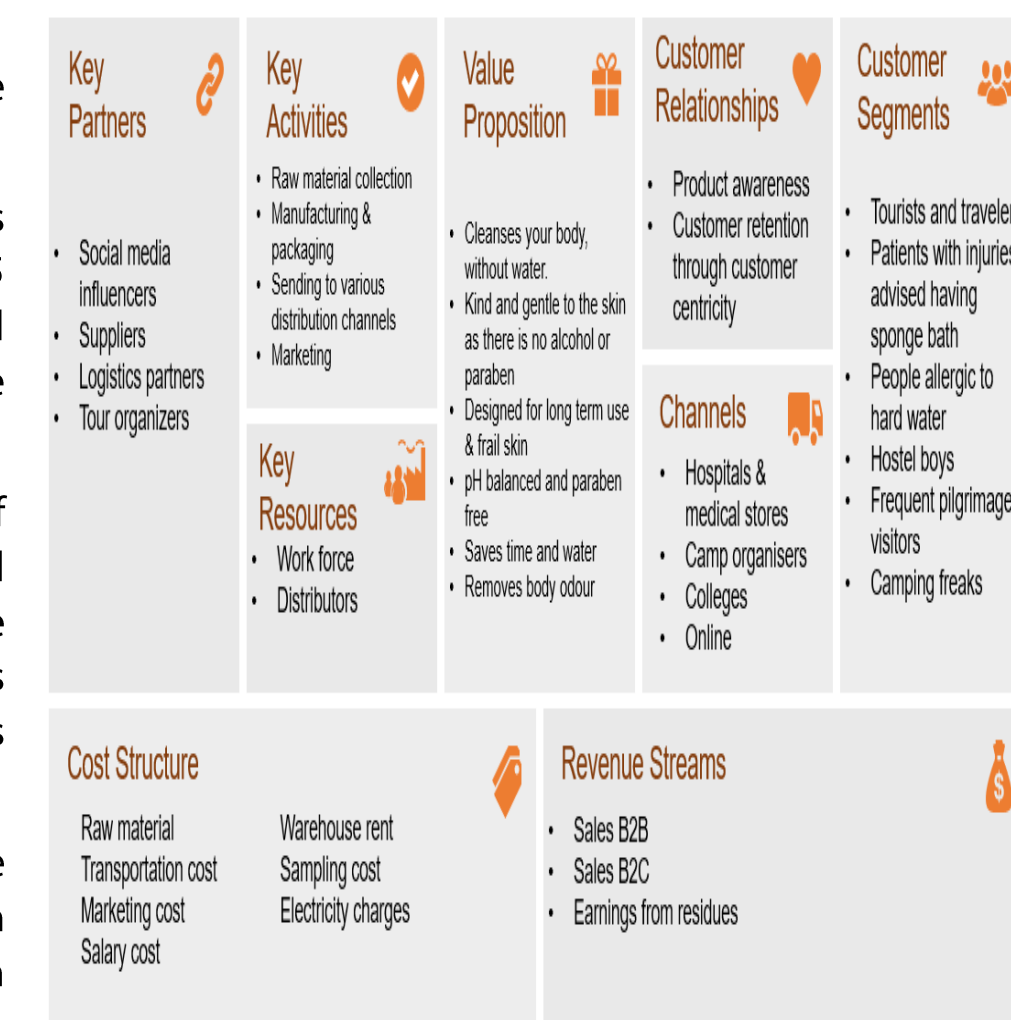 Key
Partners
• Social media
influencers
• Suppliers
• Logistics partners
• Tour organizers
Key
Activities
• Raw material collection
• Manufacturing &
packaging
• Sending to various
distribution channels
• Marketing
Key
Resources
• Work force
• Distributors
Value
Proposition
• Cleanses your body,
without water.
• Kind and gentle to the skin
as there is no alcohol or
paraben
• Designed for long term use
& frail skin
• pH balanced and paraben
free
• Saves time and water
• Removes body odour
Customer
Relationships
• Product awareness
• Customer retention
through customer
centricity
Channels
• Hospitals &
medical stores
• Camp organisers
• Colleges
• Online
Customer
Segments
• Tourists and
• Patients with injuries
advised having
sponge bath
• People allergic to
hard water
• Hostel boys
• Frequent pilgrimage
visitors
• Camping freaks
Cost Structure
Raw material
Transportation cost
Marketing cost
Salary cost
Warehouse rent
Sampling cost
Electricity charges
Revenue Streams
• Sales B2B
• Sales B2C
• Earnings from residues
$